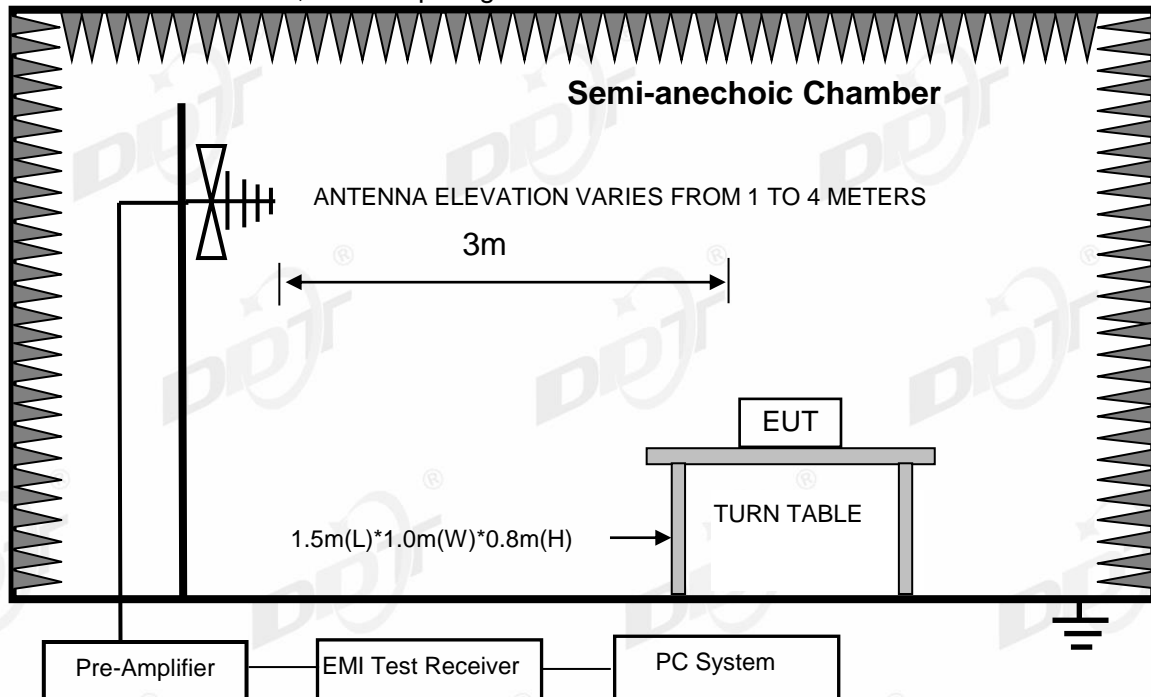 Semi-anechoic Chamber
ANTENNA ELEVATION VARIES FROM 1 TO 4 METERS
3m
EUT
TURN TABLE
1.5m(L)*1.0m(W)*0.8m(H)
Pre-Amplifier
EMI Test Receiver
PC System
DDT
®